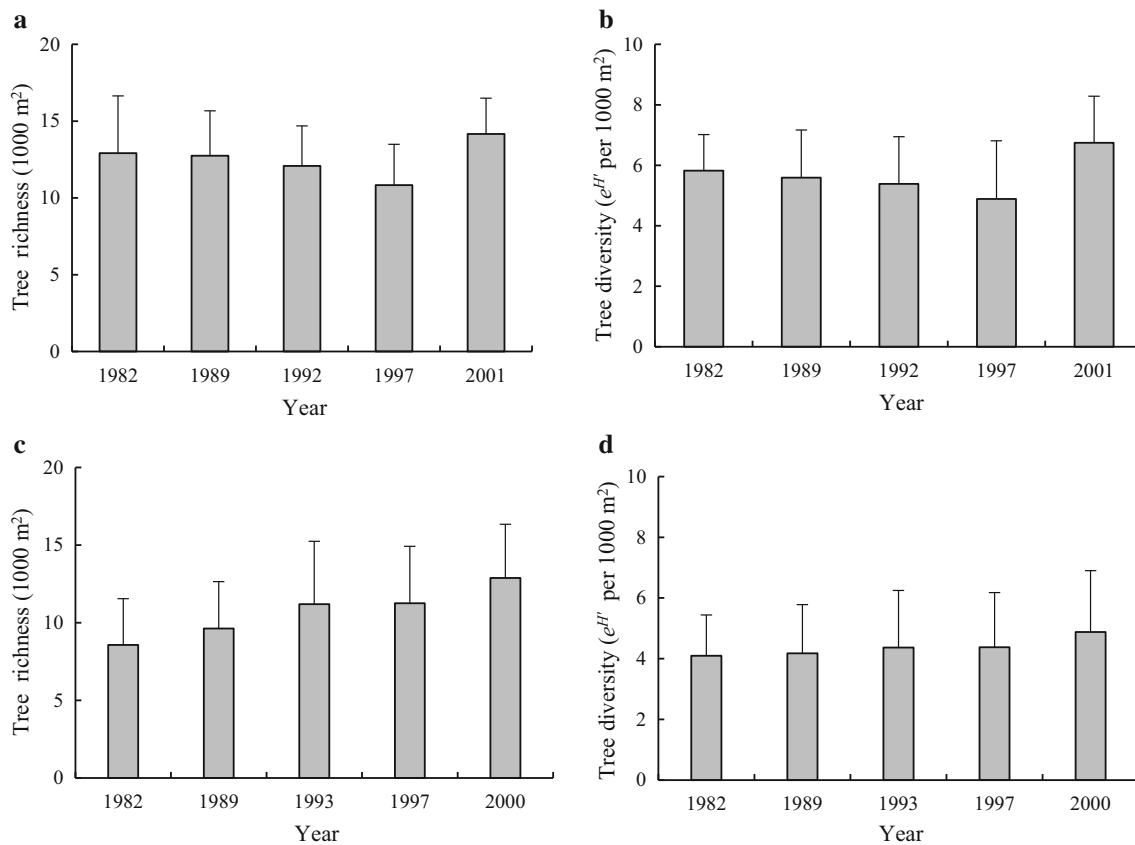 a
Tree richness (1000 m²)
20
15
10
5
0
1982 1989 1992 1997 2001
Year
b
Tree diversity (e^H′ per 1000 m²)
10
8
6
4
2
0
1982 1989 1992 1997 2001
Year
c
Tree richness (1000 m²)
20
15
10
5
0
1982 1989 1993 1997 2000
Year
d
Tree diversity (e^H′ per 1000 m²)
10
8
6
4
2
0
1982 1989 1993 1997 2000
Year